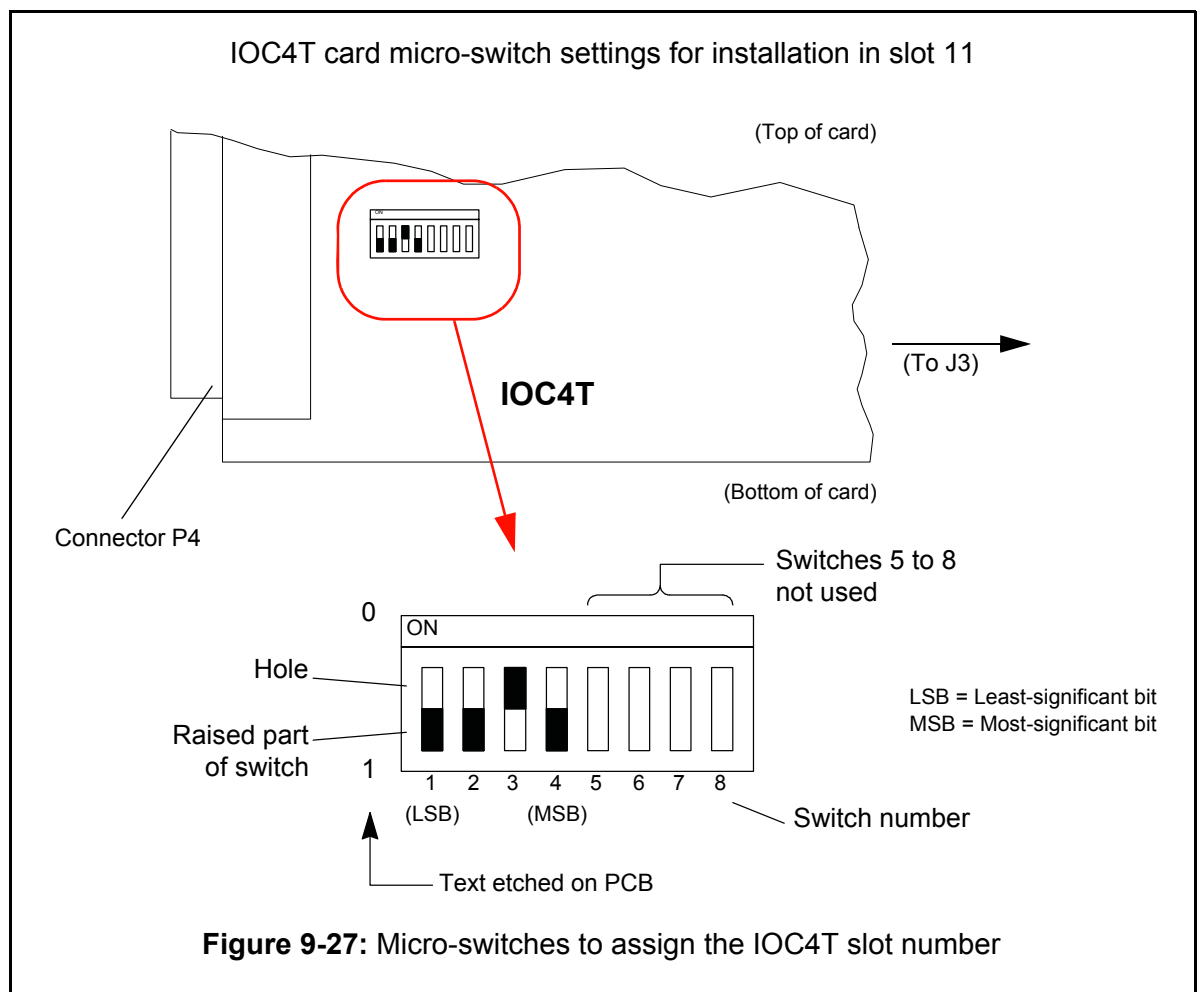 IOC4T card micro-switch settings for installation in slot 11
(Top of card)
ON
(To J3)
IOC4T
(Bottom of card)
Connector P4
Switches 5 to 8
not used
0
ON
Hole
LSB = Least-significant bit
MSB = Most-significant bit
Raised part
of switch
1
1 2 3 4 5 6 7 8
(LSB) (MSB)
Switch number
Text etched on PCB
Figure 9-27: Micro-switches to assign the IOC4T slot number